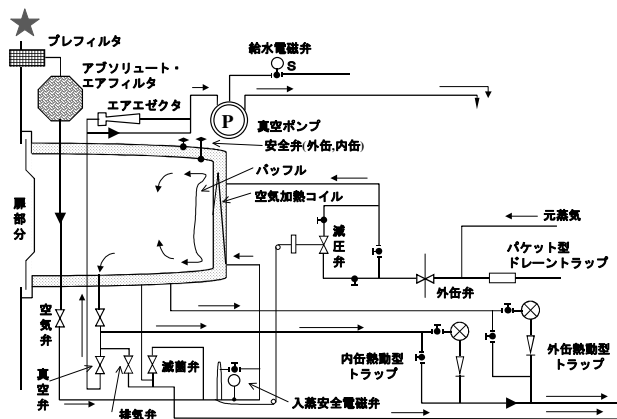 給水電磁弁
S
プレフィルタ
アブソリュート・
エアフィルタ
エアエゼクタ
P
真空ポンプ
安全弁(外缶,内缶)
バッフル
空気加熱コイル
扉部分
減圧弁
元蒸気
バケット型
ドレーントラップ
外缶弁
空気弁
真空弁
排気弁
滅菌弁
入蒸安全電磁弁
内缶熱動型
トラップ
外缶熱動型
トラップ